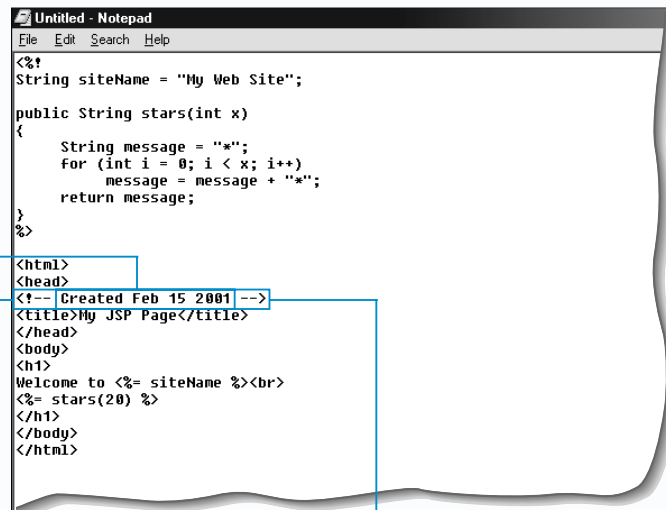 Untitled - Notepad
File Edit Search Help
<%!
String siteName = "My Web Site";
public String stars(int x)
{
String message = "*";
for (int i = 0; i < x; i++)
message = message + "*";
return message;
}
%>
<html>
<head>
<!-- Created Feb 15 2001 -->
<title>My JSP Page</title>
</head>
<body>
<h1>
Welcome to <%= siteName %><br>
<%= stars(20) %>
</h1>
</body>
</html>